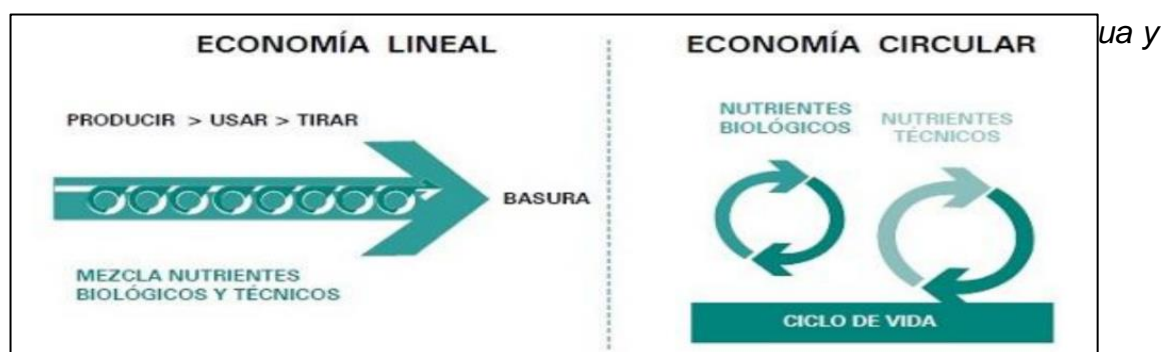 ECONOMÍA LINEAL
PRODUCIR > USAR > TIRAR
BASURA
MEZCLA NUTRIENTES
BIOLÓGICOS Y TÉCNICOS
ECONOMÍA CIRCULAR
NUTRIENTES
BIOLÓGICOS
NUTRIENTES
TÉCNICOS
CICLO DE VIDA
ua y